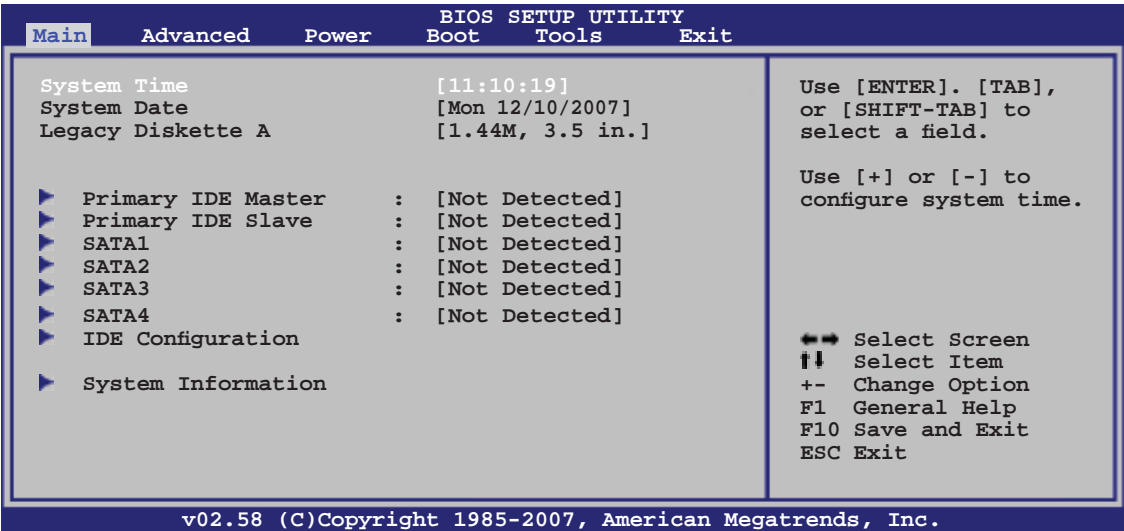 BIOS SETUP UTILITY
Main Advanced Power Boot Tools Exit
System Time [11:10:19]
System Date [Mon 12/10/2007]
Legacy Diskette A [1.44M, 3.5 in.]
Primary IDE Master : [Not Detected]
Primary IDE Slave : [Not Detected]
SATA1 : [Not Detected]
SATA2 : [Not Detected]
SATA3 : [Not Detected]
SATA4 : [Not Detected]
IDE Configuration
System Information
Use [ENTER]. [TAB],
or [SHIFT-TAB] to
select a field.
Use [+] or [-] to
configure system time.
←→ Select Screen
↑↓ Select Item
+- Change Option
F1 General Help
F10 Save and Exit
ESC Exit
v02.58 (C)Copyright 1985-2007, American Megatrends, Inc.